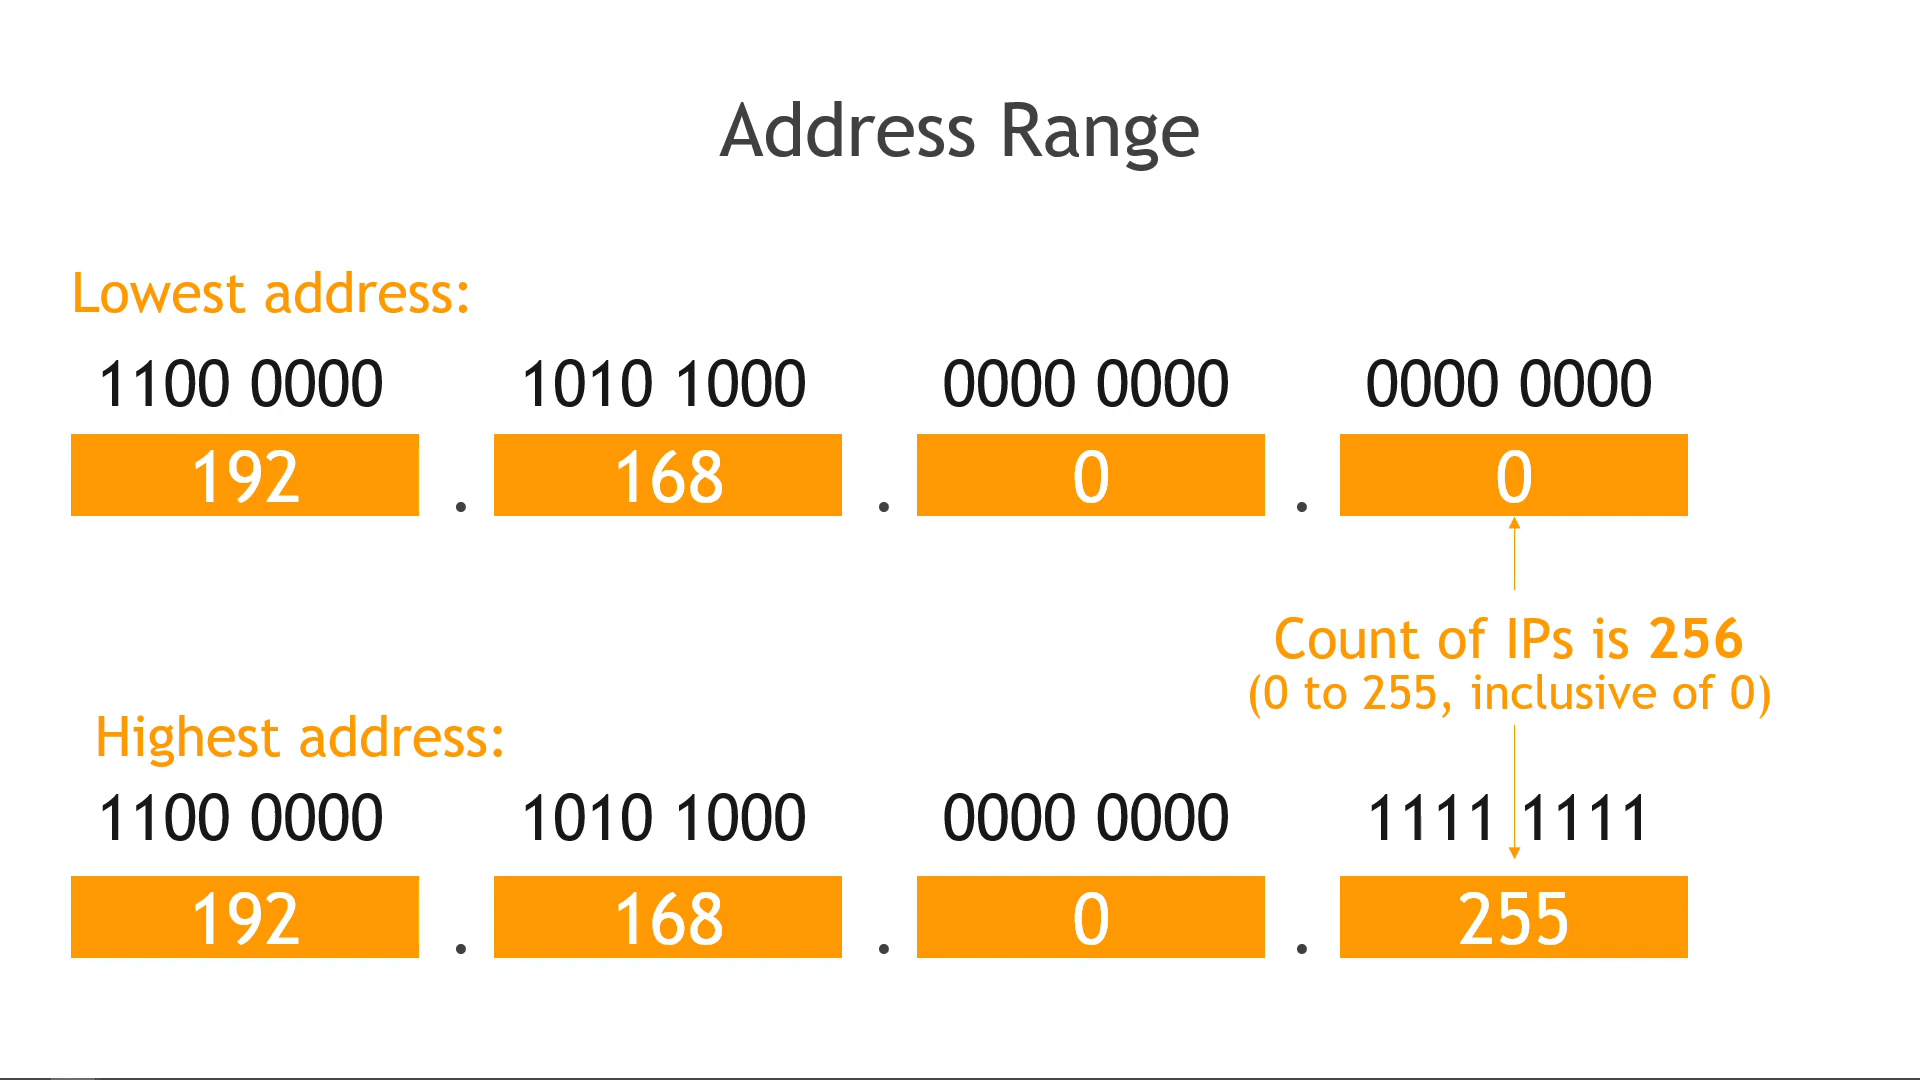 Address Range
Lowest address:
1100 0000 1010 1000 0000 0000 0000 0000
192 . 168 . 0 . 0
Count of IPs is 256
(0 to 255, inclusive of 0)
Highest address:
1100 0000 1010 1000 0000 0000 1111 1111
192 . 168 . 0 . 255